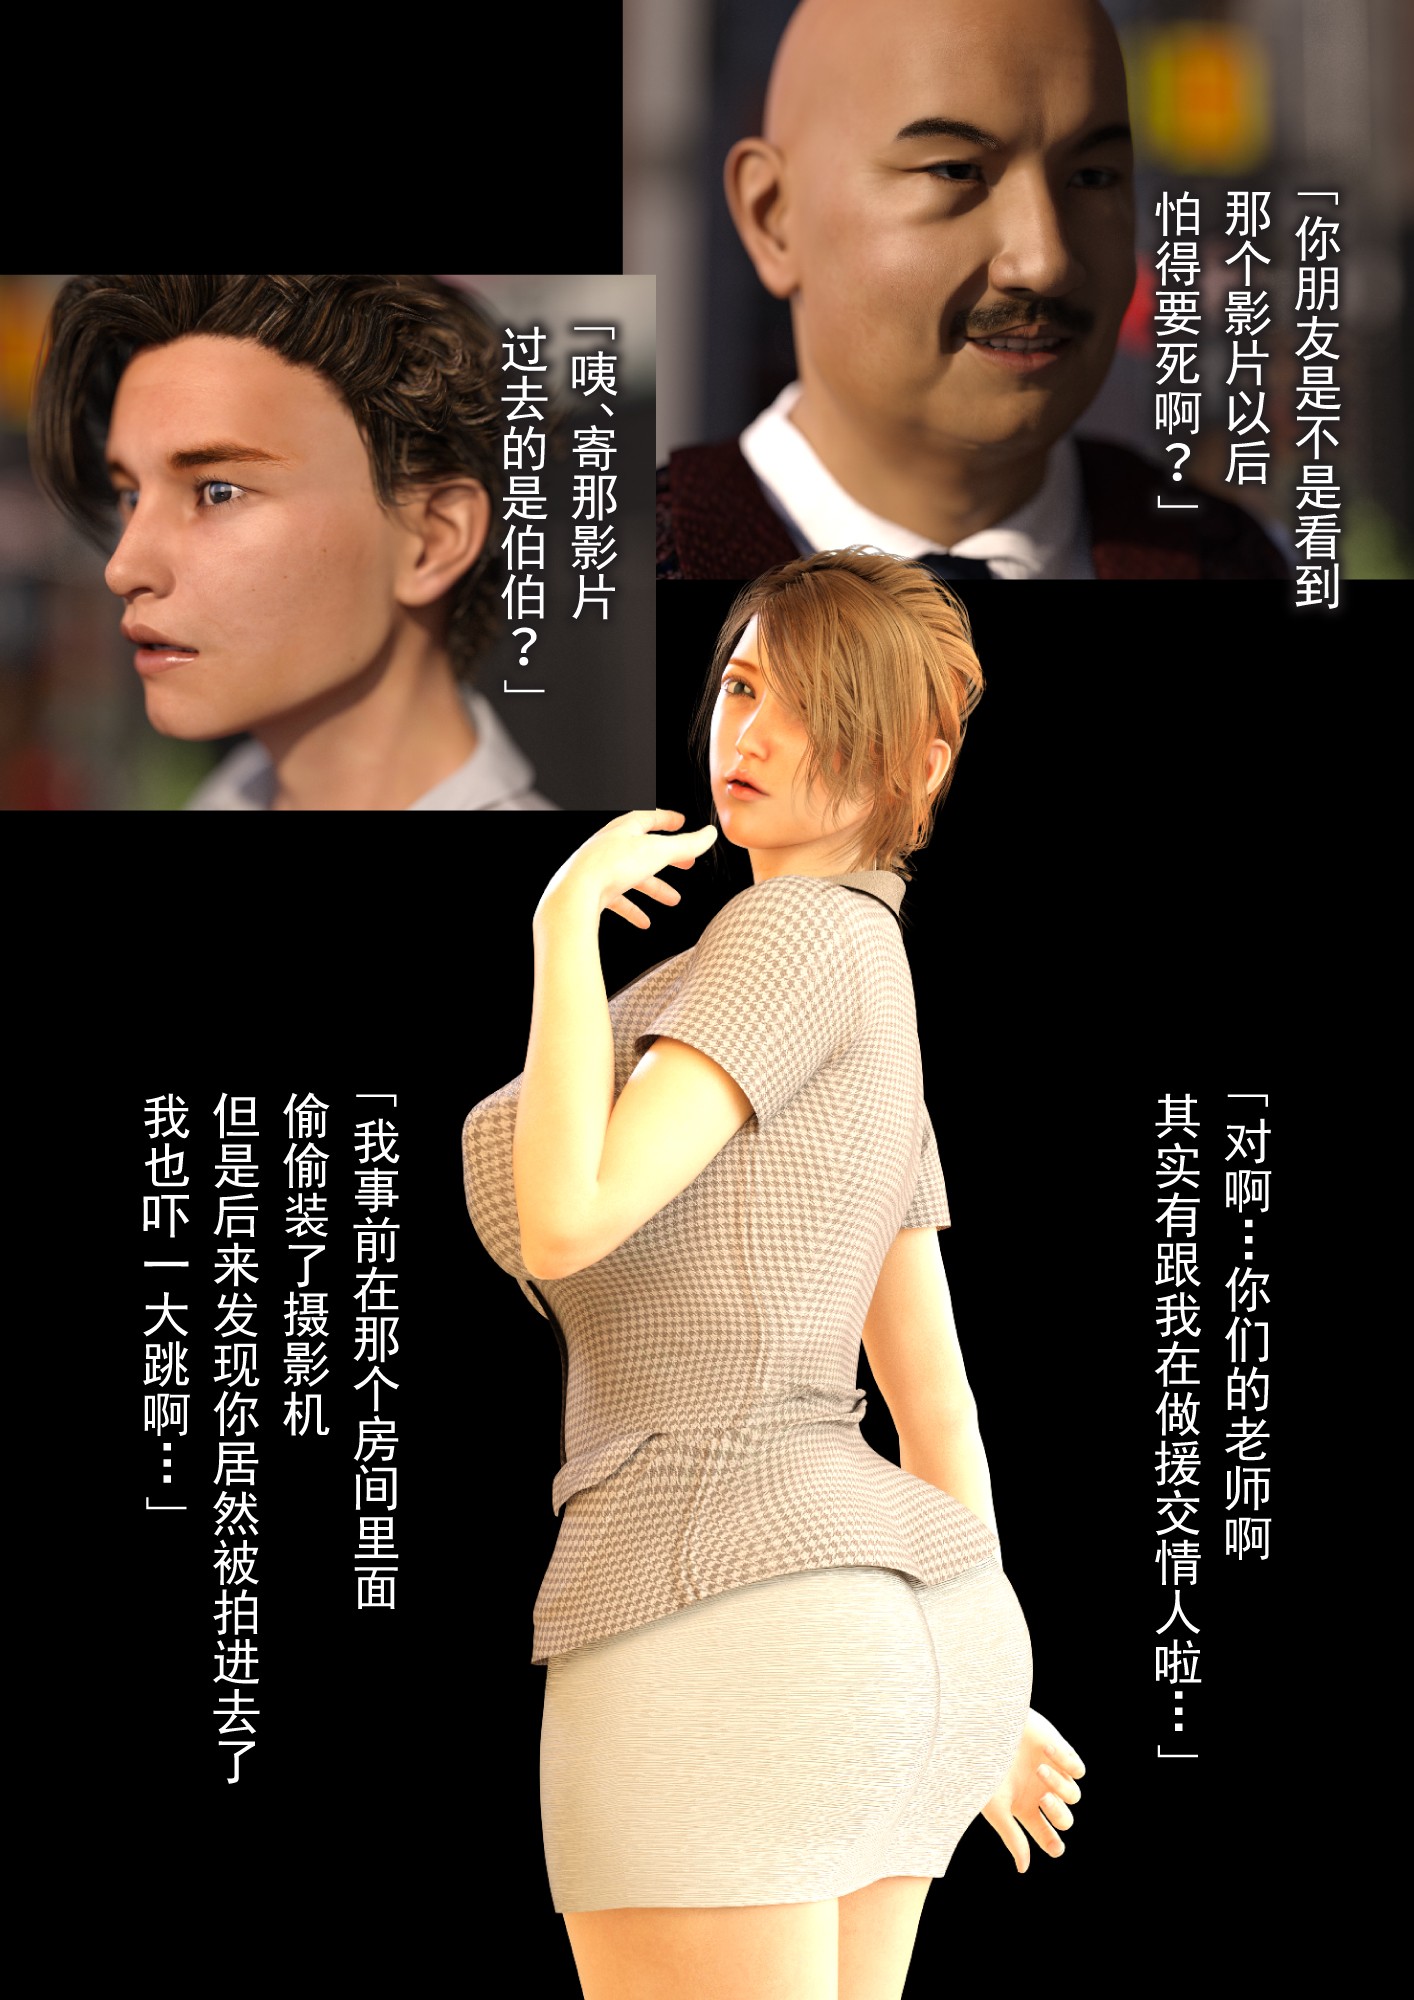 「你朋友是不是看到
那个影片以后
怕得要死啊？」
「咦、寄那影片
过去的是伯伯？」
「对啊…你们的老师啊
其实有跟我在做援交情人啦…」
「我事前在那个房间里面
偷偷装了摄影机
但是后来发现你居然被拍进去了
我也吓一大跳啊…」